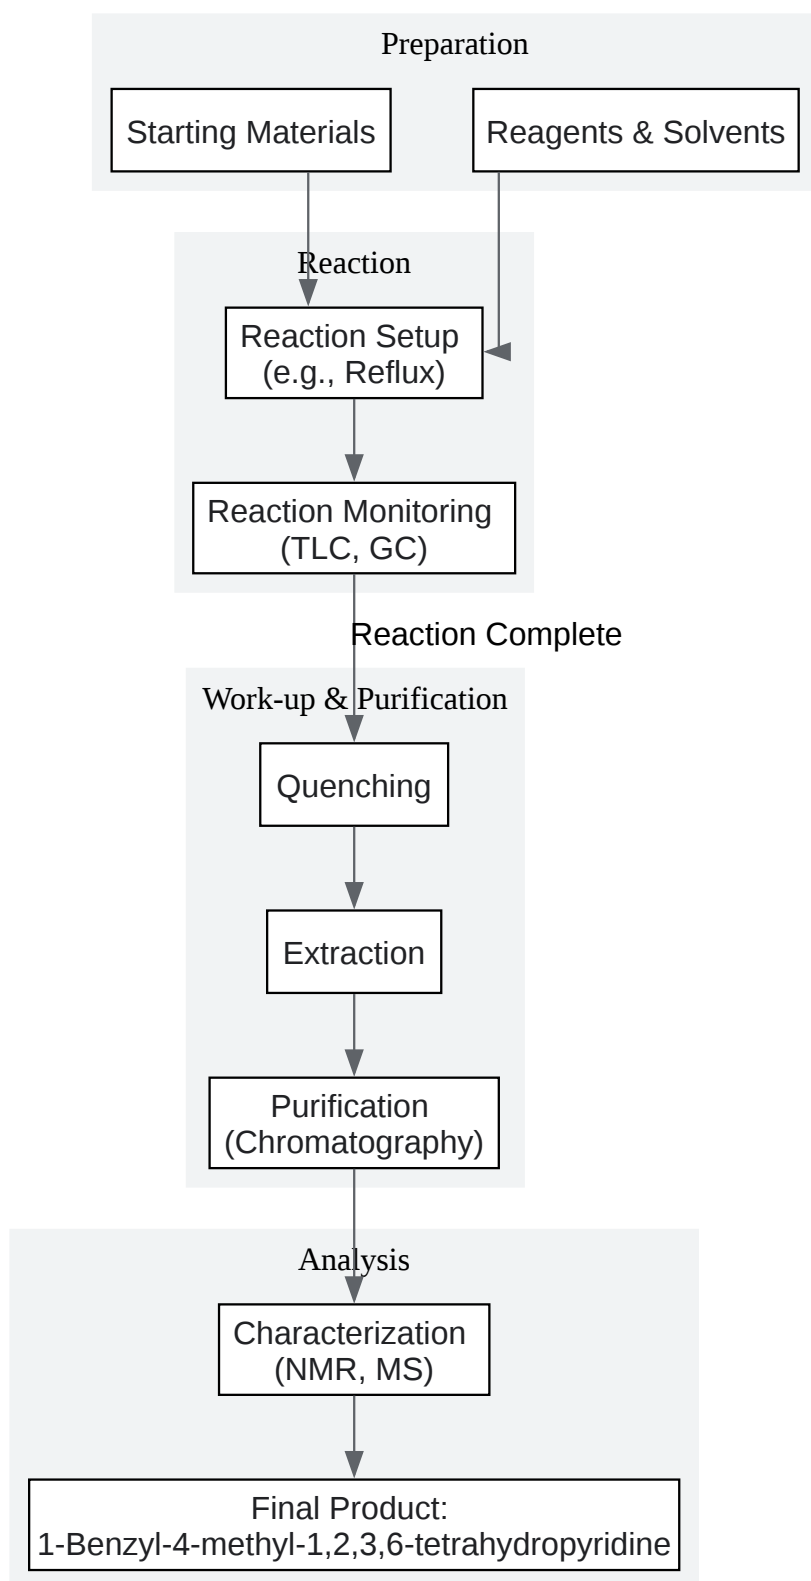 Preparation
Starting Materials
Reagents & Solvents
Reaction
Reaction Setup
(e.g., Reflux)
Reaction Monitoring
(TLC, GC)
Reaction Complete
Work-up & Purification
Quenching
Extraction
Purification
(Chromatography)
Analysis
Characterization
(NMR, MS)
Final Product:
1-Benzyl-4-methyl-1,2,3,6-tetrahydropyridine